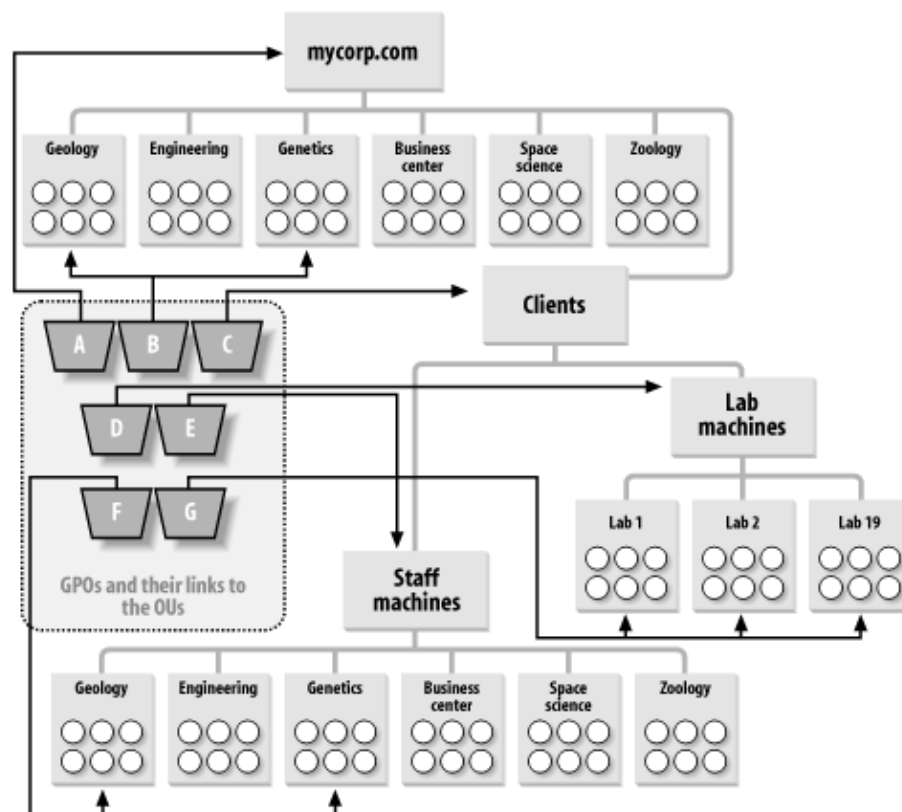 mycorp.com
Geology
Engineering
Genetics
Business
center
Space
science
Zoology
Clients
A
B
C
D
E
F
G
GPOs and their links to
the OUs
Lab
machines
Lab 1
Lab 2
Lab 19
Staff
machines
Geology
Engineering
Genetics
Business
center
Space
science
Zoology